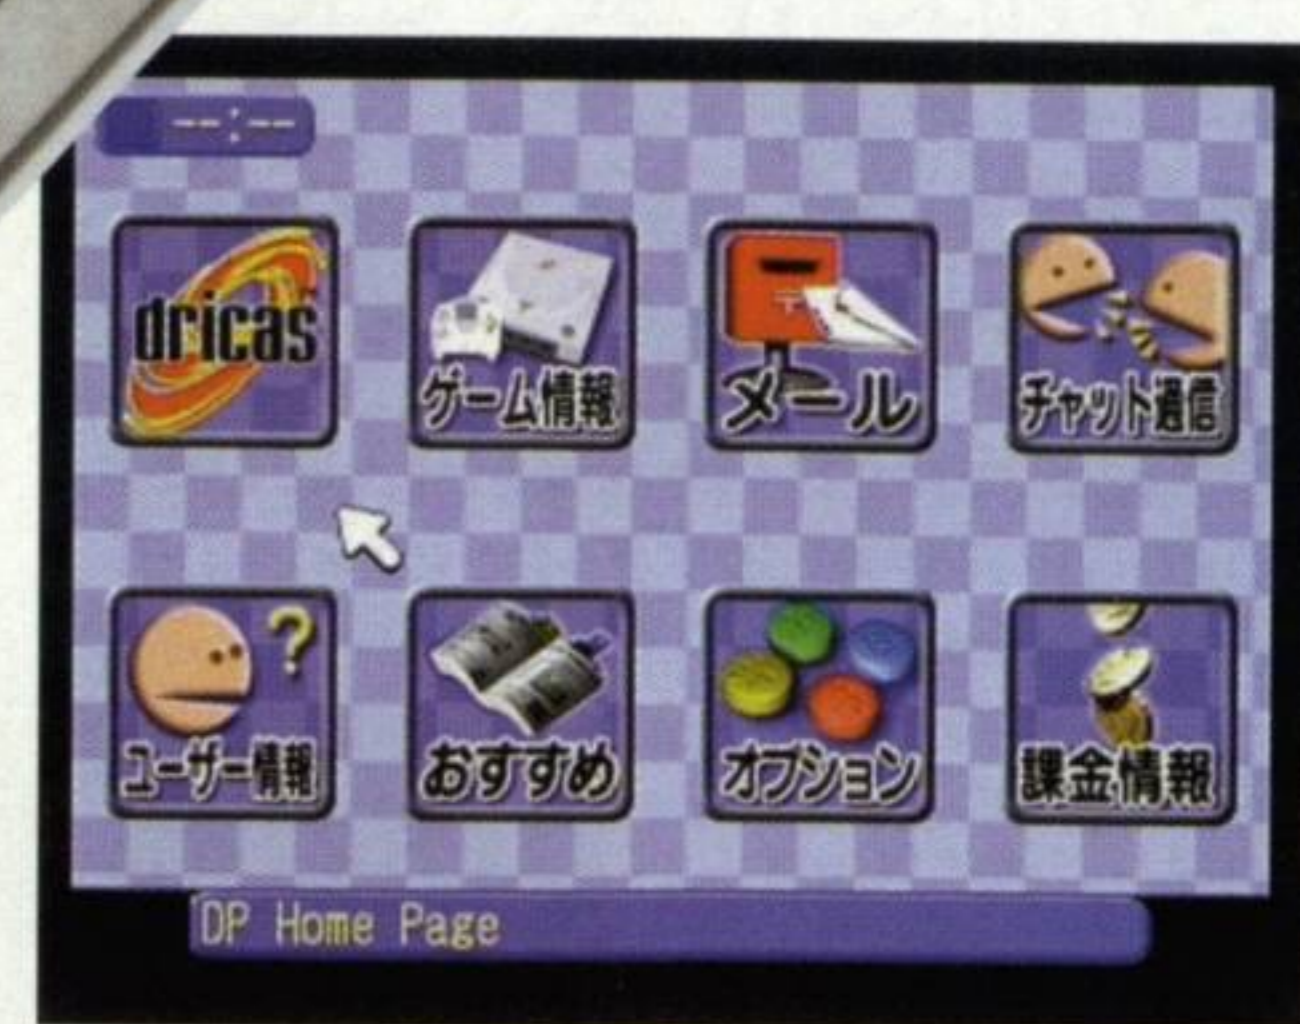 --:--
dricas
ゲーム情報
メール
チャット通信
ユーザー情報
おすすめ
オプション
課金情報
DP Home Page